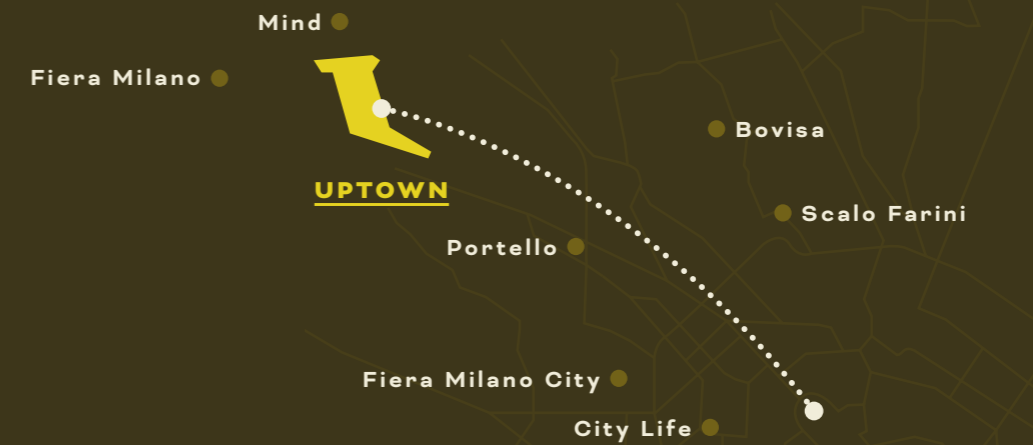 Mind
Fiera Milano
Bovisa
UPTOWN
Scalo Farini
Portello
Fiera Milano City
City Life